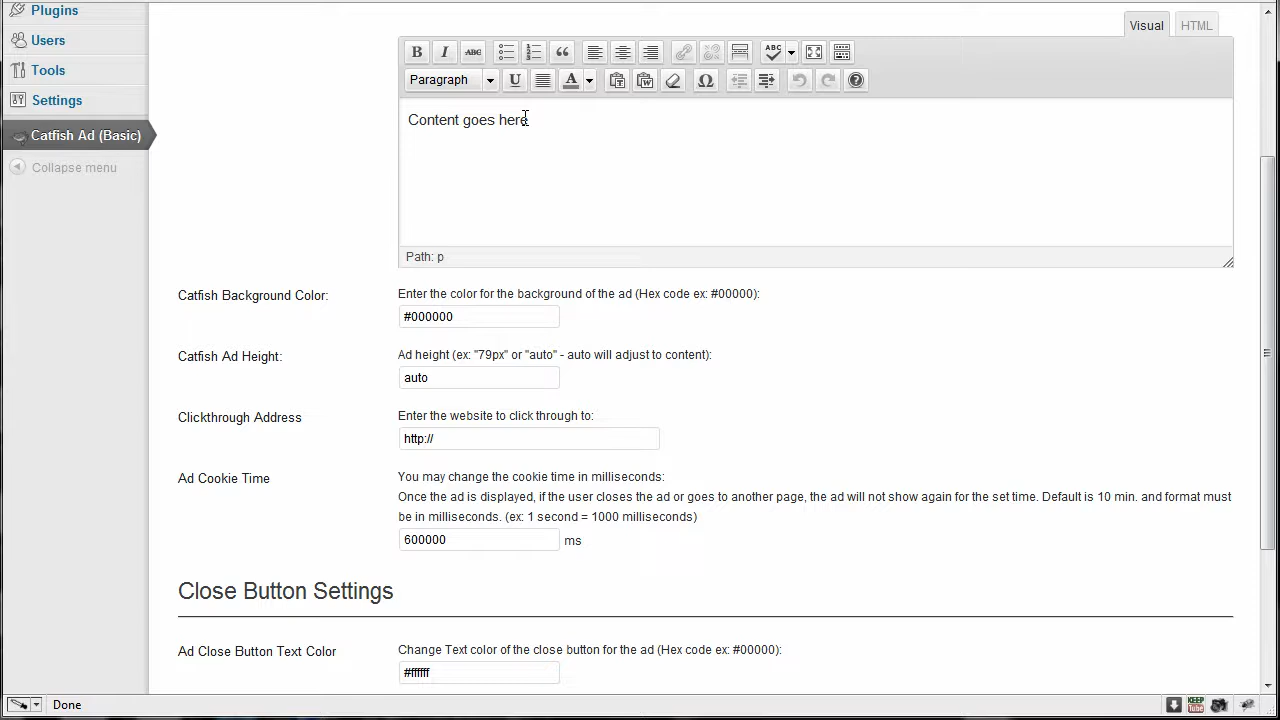 Plugins
Users
Tools
Settings
Catfish Ad (Basic)
Collapse menu
Visual HTML
B I ABC ABC
Paragraph U A Ω
Content goes here
Path: p
Catfish Background Color:
Enter the color for the background of the ad (Hex code ex: #00000):
#000000
Catfish Ad Height:
Ad height (ex: "79px" or "auto" - auto will adjust to content):
auto
Clickthrough Address
Enter the website to click through to:
http://
Ad Cookie Time
You may change the cookie time in milliseconds:
Once the ad is displayed, if the user closes the ad or goes to another page, the ad will not show again for the set time. Default is 10 min. and format must
be in milliseconds. (ex: 1 second = 1000 milliseconds)
600000 ms
Close Button Settings
Ad Close Button Text Color
Change Text color of the close button for the ad (Hex code ex: #00000):
#ffffff
Done
KEEP
Tube